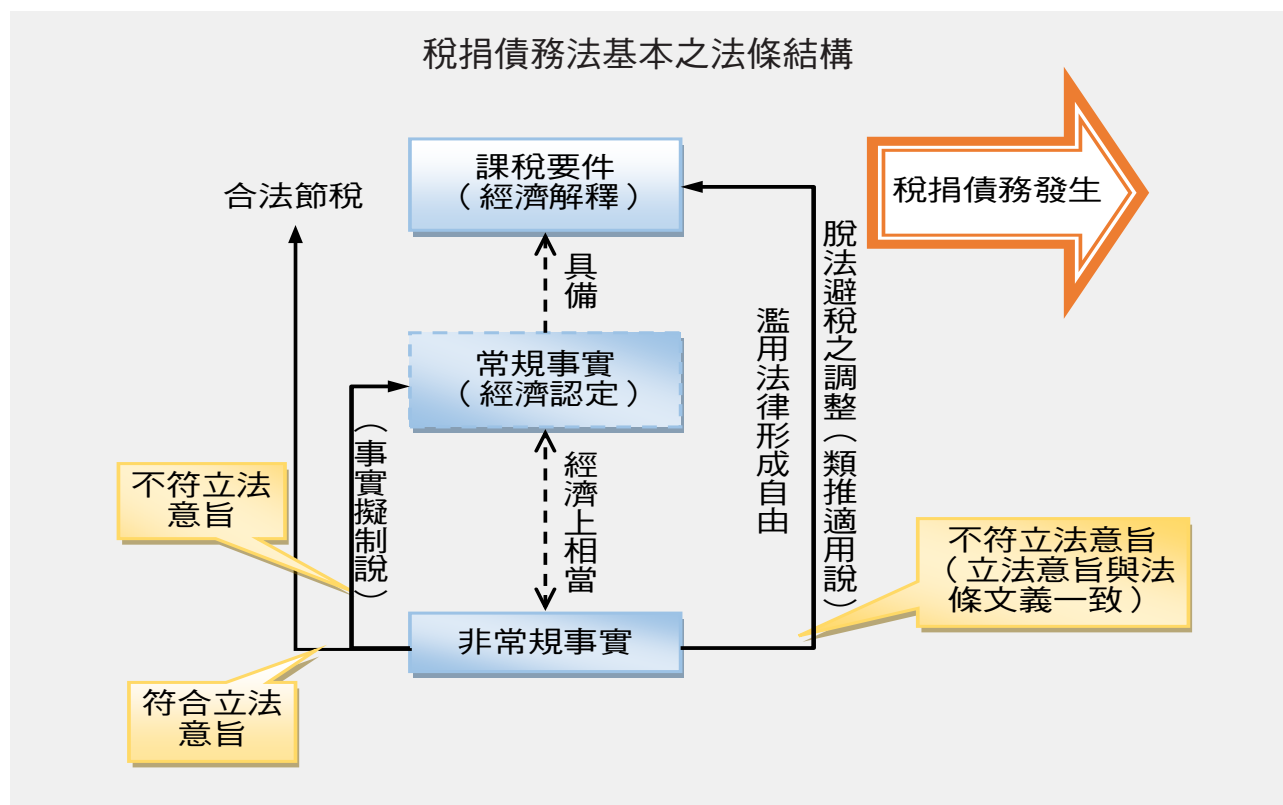 稅捐債務法基本之法條結構
課稅要件
（經濟解釋）
稅捐債務發生
合法節稅
具備
脫法避稅之調整（類推適用說）
濫用法律形成自由
常規事實
（經濟認定）
（事實擬制說）
經濟上相當
不符立法
意旨
不符立法意旨
（立法意旨與法
條文義一致）
非常規事實
符合立法
意旨